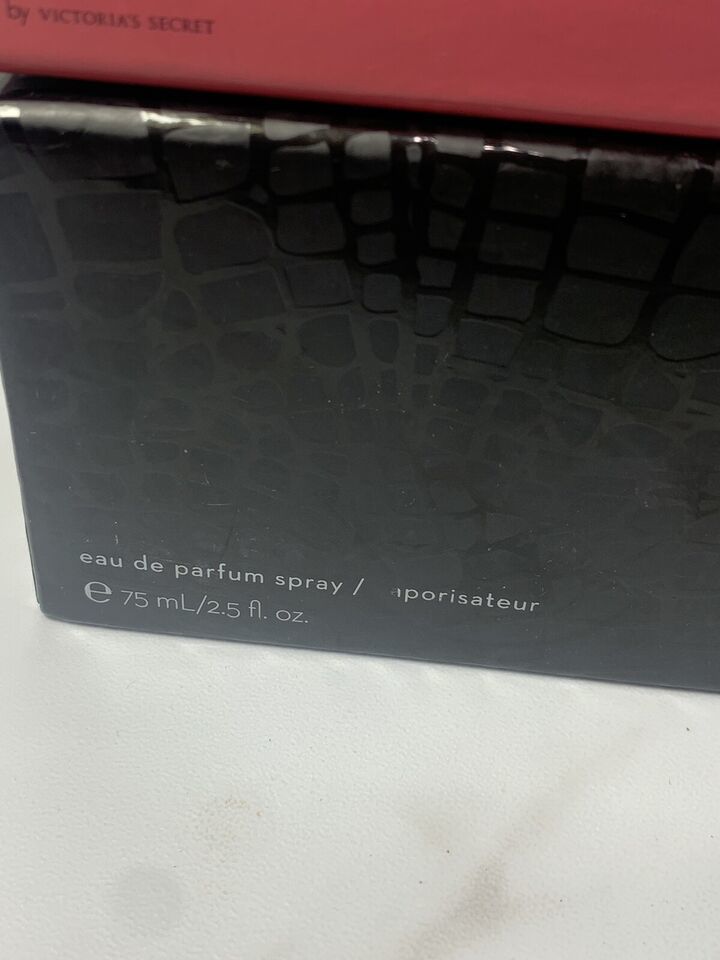 by VICTORIA'S SECRET
eau de parfum spray / aporisateur
e 75 mL/2.5 fl. oz.